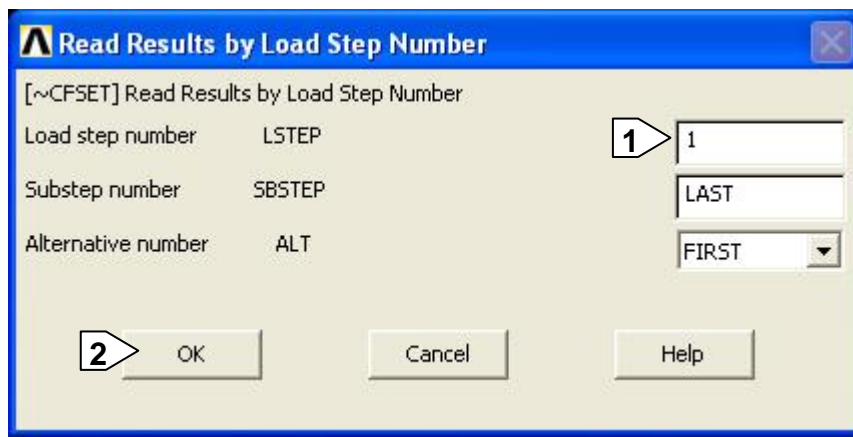 Read Results by Load Step Number
[~CFSET] Read Results by Load Step Number
Load step number LSTEP 1 1
Substep number SBSTEP LAST
Alternative number ALT FIRST
2 OK Cancel Help